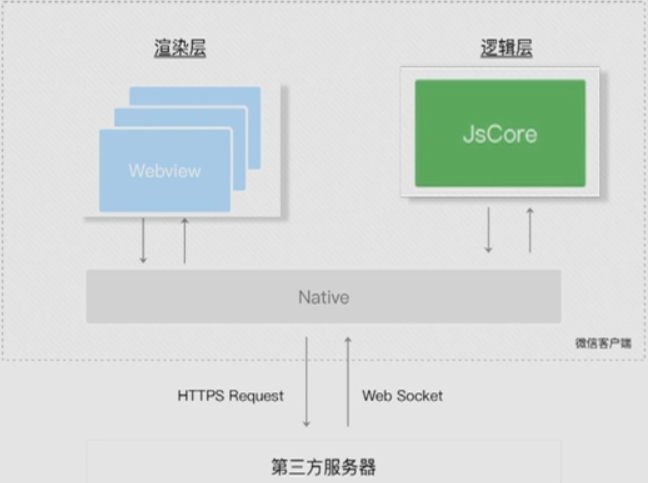 渲染层
逻辑层
Webview
JsCore
Native
微信客户端
HTTPS Request
Web Socket
第三方服务器